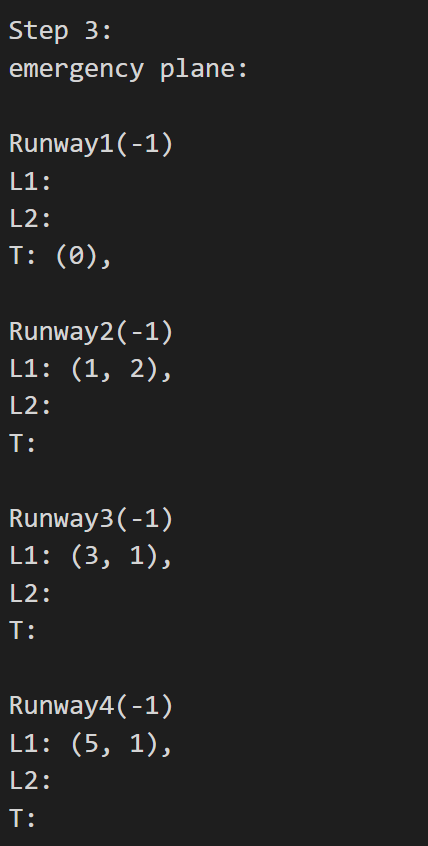 Step 3:
emergency plane:
Runway1(-1)
L1:
L2:
T: (0),
Runway2(-1)
L1: (1, 2),
L2:
T:
Runway3(-1)
L1: (3, 1),
L2:
T:
Runway4(-1)
L1: (5, 1),
L2:
T: